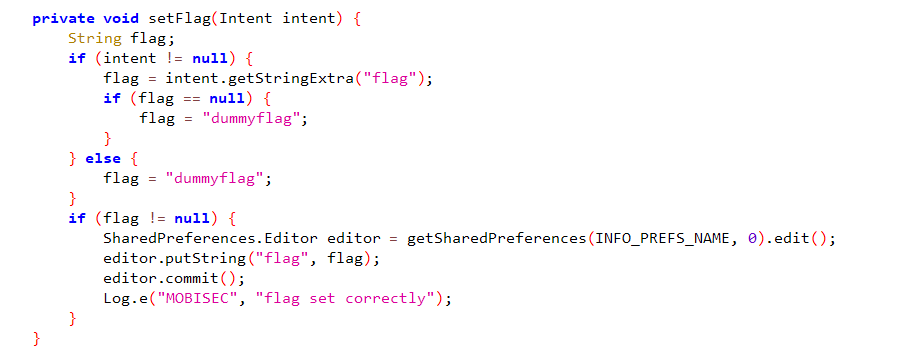 private void setFlag(Intent intent) {
    String flag;
    if (intent != null) {
        flag = intent.getStringExtra("flag");
        if (flag == null) {
            flag = "dummyflag";
        }
    } else {
        flag = "dummyflag";
    }
    if (flag != null) {
        SharedPreferences.Editor editor = getSharedPreferences(INFO_PREFS_NAME, 0).edit();
        editor.putString("flag", flag);
        editor.commit();
        Log.e("MOBISEC", "flag set correctly");
    }
}